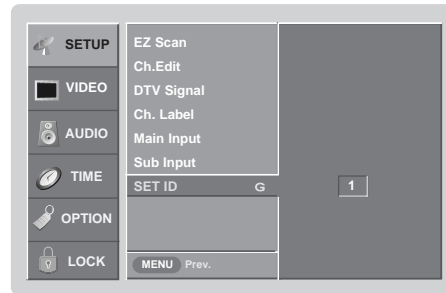 SETUP
VIDEO
AUDIO
TIME
OPTION
LOCK
EZ Scan
Ch.Edit
DTV Signal
Ch. Label
Main Input
Sub Input
SET ID G
1
MENU Prev.